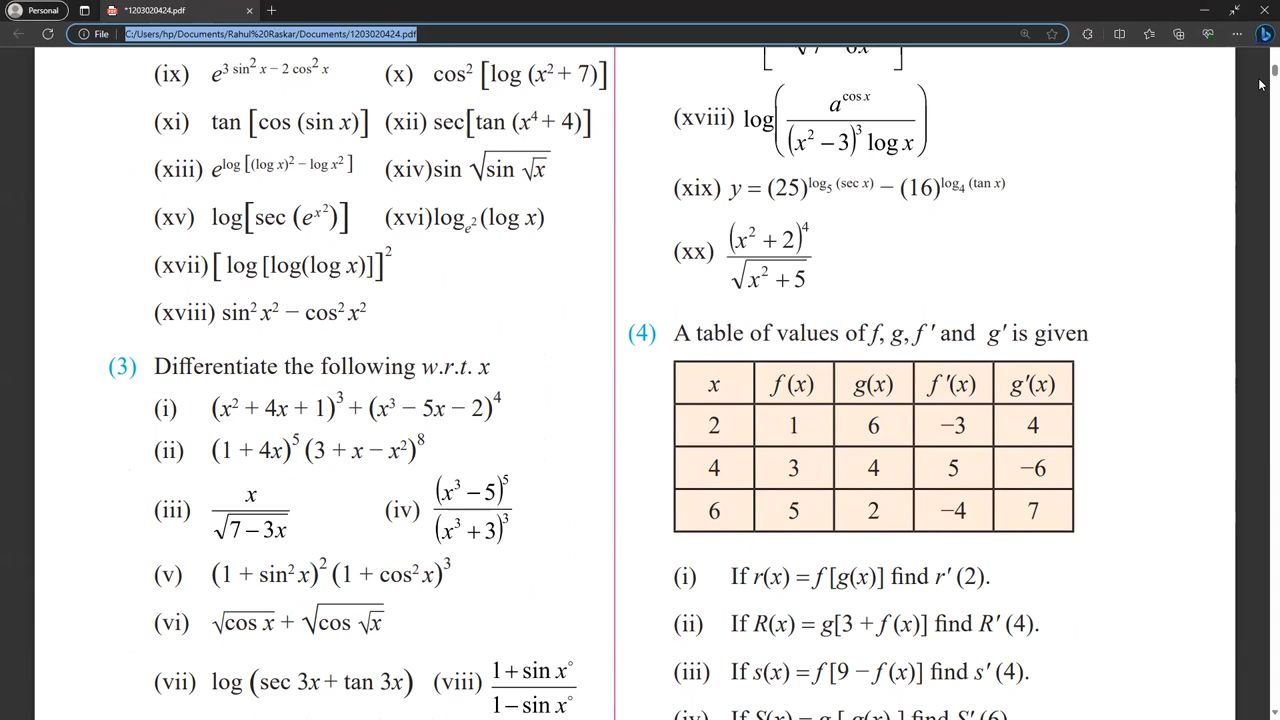 Personal
*1203020424.pdf
File
C:/Users/hp/Documents/Rahul%20Raskar/Documents/1203020424.pdf
(ix) e^{3 sin² x − 2 cos² x} (x) cos² [log (x² + 7)]
(xi) tan [cos (sin x)] (xii) sec[tan (x⁴ + 4)]
(xiii) e^{log [(log x)² − log x²]} (xiv) sin √(sin √x)
(xv) log[sec (e^{x²})] (xvi) log_{e²} (log x)
(xvii) [log [log(log x)]]²
(xviii) sin² x² − cos² x²
(3) Differentiate the following w.r.t. x
(i) (x² + 4x + 1)³ + (x³ − 5x − 2)⁴
(ii) (1 + 4x)⁵ (3 + x − x²)⁸
(iii) x / √(7 − 3x) (iv) (x³ − 5)⁵ / (x³ + 3)³
(v) (1 + sin² x)² (1 + cos² x)³
(vi) √cos x + √(cos √x)
(vii) log (sec 3x + tan 3x) (viii) (1 + sin x°) / (1 − sin x°)
(xviii) log(a^{cos x} / ((x² − 3)³ log x))
(xix) y = (25)^{log₅ (sec x)} − (16)^{log₄ (tan x)}
(xx) (x² + 2)⁴ / √(x² + 5)
(4) A table of values of f, g, f ′ and g′ is given
x f (x) g(x) f ′(x) g′(x)
2 1 6 −3 4
4 3 4 5 −6
6 5 2 −4 7
(i) If r(x) = f [g(x)] find r′ (2).
(ii) If R(x) = g[3 + f (x)] find R′ (4).
(iii) If s(x) = f [9 − f (x)] find s′ (4).